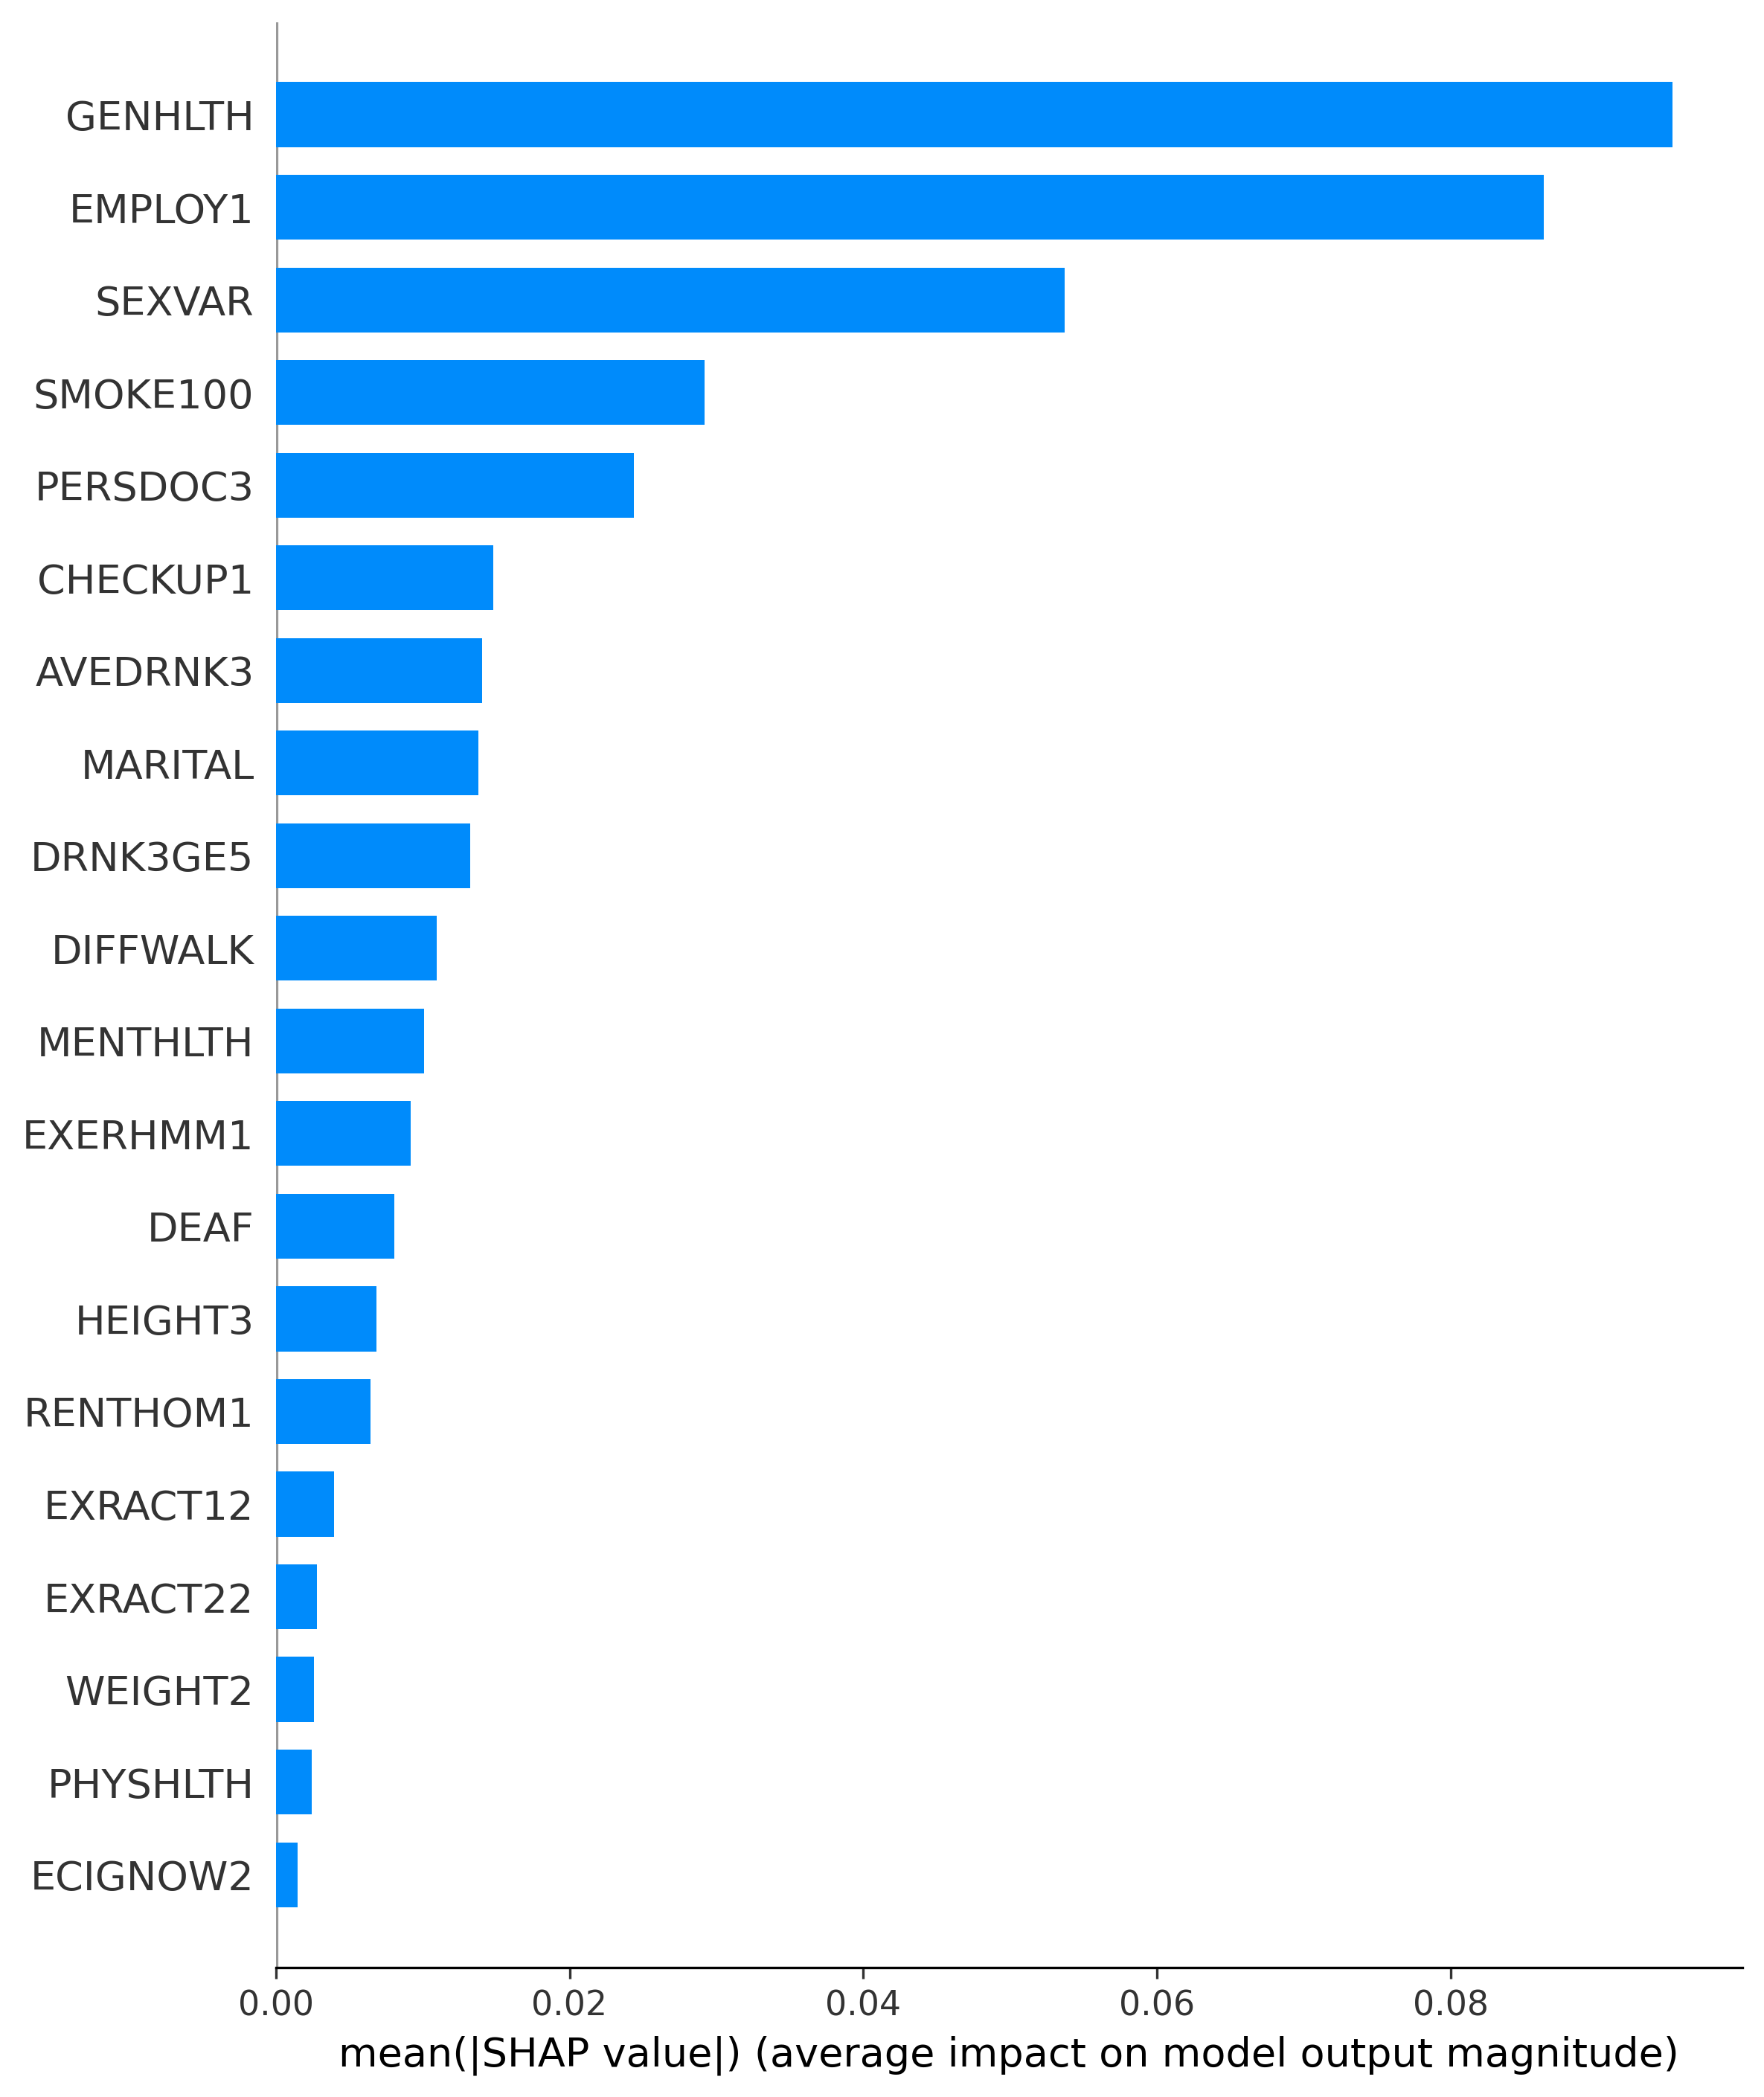 GENHLTH
EMPLOY1
SEXVAR
SMOKE100
PERSDOC3
CHECKUP1
AVEDRNK3
MARITAL
DRNK3GE5
DIFFWALK
MENTHLTH
EXERHMM1
DEAF
HEIGHT3
RENTHOM1
EXRACT12
EXRACT22
WEIGHT2
PHYSHLTH
ECIGNOW2
0.00 0.02 0.04 0.06 0.08
mean(|SHAP value|) (average impact on model output magnitude)